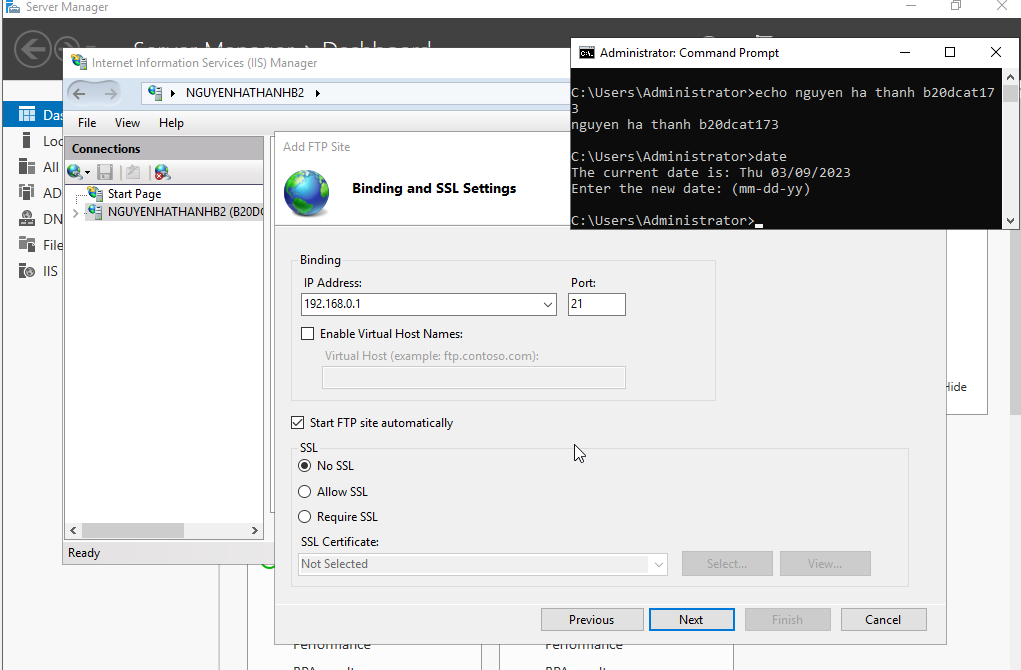 Server Manager
Server Manager › Dashboard
Internet Information Services (IIS) Manager
NGUYENHATHANHB2
File View Help
Connections
Start Page
NGUYENHATHANHB2 (B20D
Ready
Das
Loc
All
AD
DN
File
IIS
Administrator: Command Prompt
C:\Users\Administrator>echo nguyen ha thanh b20dcat17
3
nguyen ha thanh b20dcat173
C:\Users\Administrator>date
The current date is: Thu 03/09/2023
Enter the new date: (mm-dd-yy)
C:\Users\Administrator>
Add FTP Site
Binding and SSL Settings
Binding
IP Address: Port:
192.168.0.1 21
Enable Virtual Host Names:
Virtual Host (example: ftp.contoso.com):
Start FTP site automatically
SSL
No SSL
Allow SSL
Require SSL
SSL Certificate:
Not Selected Select... View...
Previous Next Finish Cancel
Hide
Performance Performance